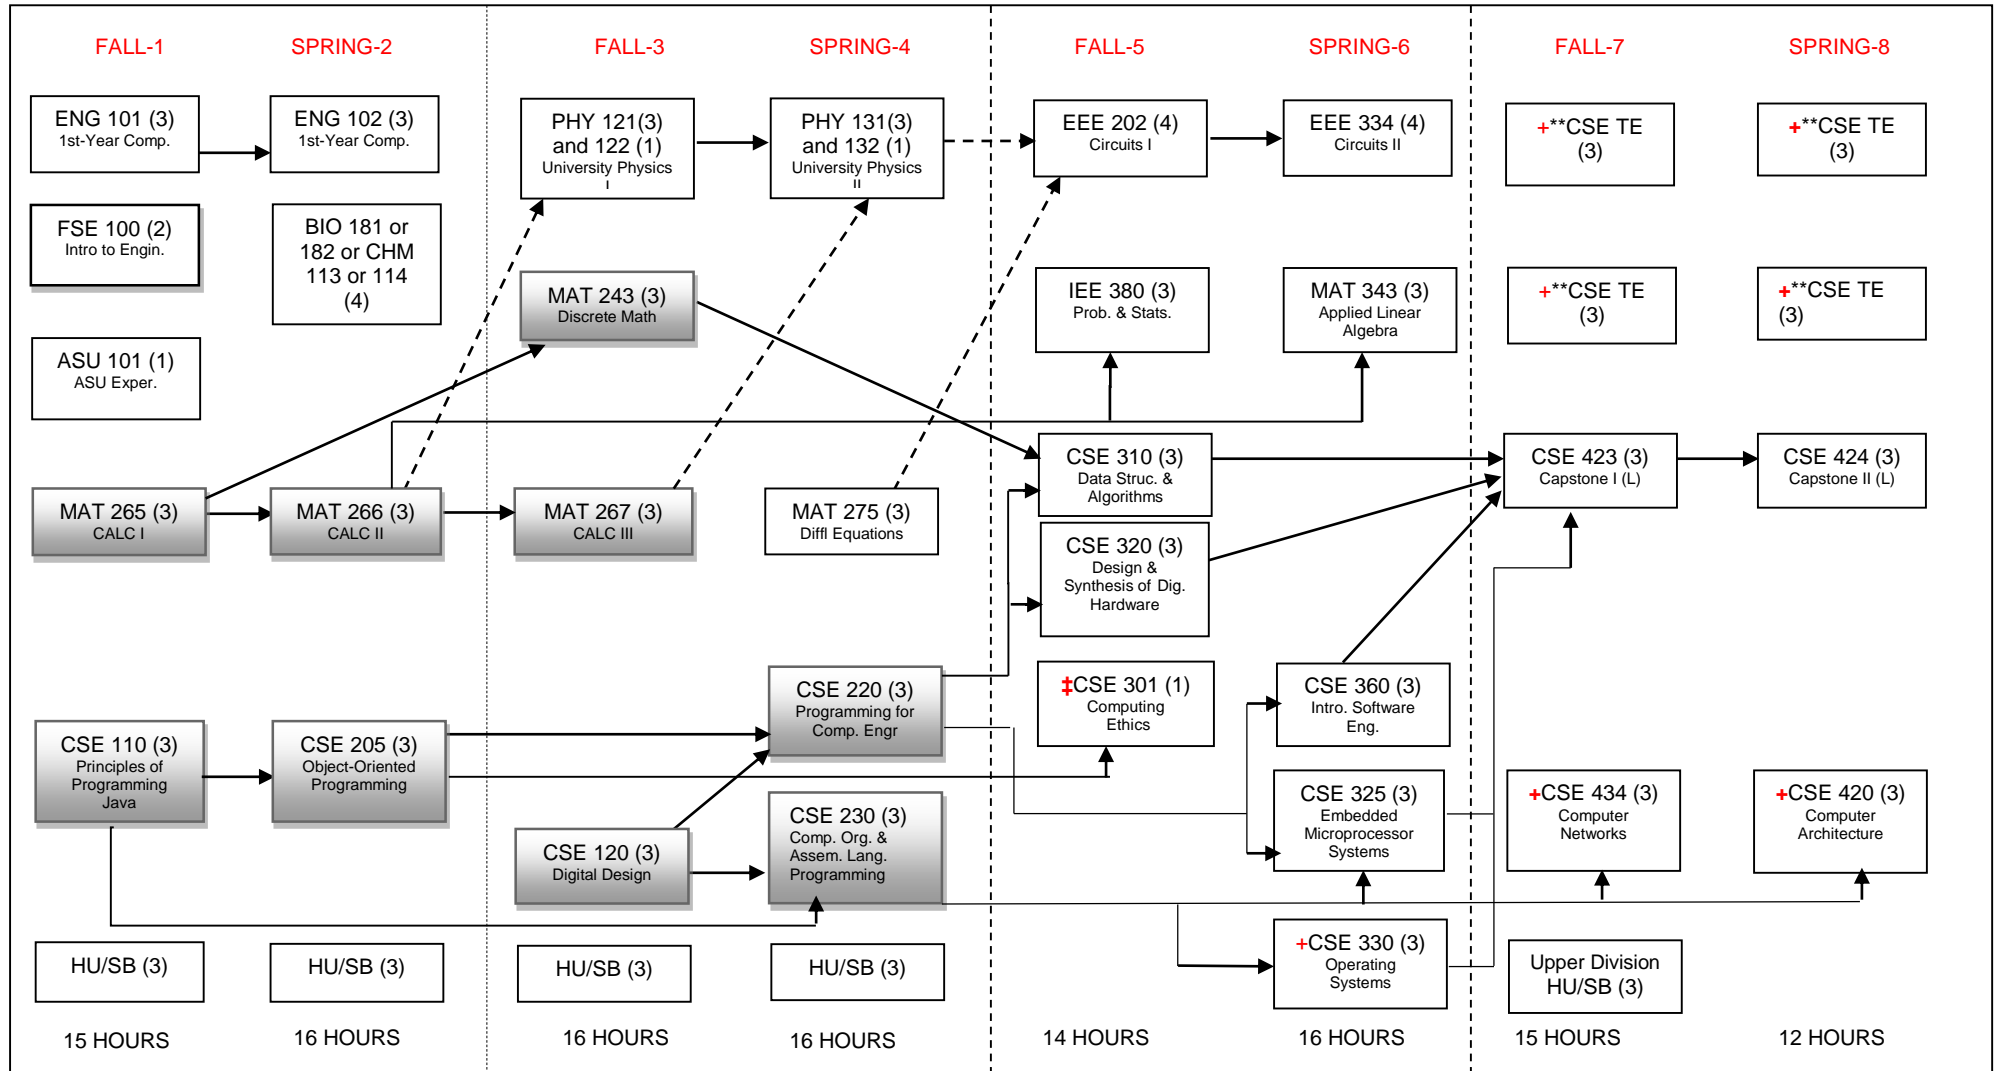 FALL-1
SPRING-2
FALL-3
SPRING-4
FALL-5
SPRING-6
FALL-7
SPRING-8
ENG 101 (3)
1st-Year Comp.
ENG 102 (3)
1st-Year Comp.
PHY 121(3)
and 122 (1)
University Physics
I
PHY 131(3)
and 132 (1)
University Physics
II
EEE 202 (4)
Circuits I
EEE 334 (4)
Circuits II
+**CSE TE
(3)
+**CSE TE
(3)
FSE 100 (2)
Intro to Engin.
BIO 181 or
182 or CHM
113 or 114
(4)
MAT 243 (3)
Discrete Math
IEE 380 (3)
Prob. & Stats.
MAT 343 (3)
Applied Linear
Algebra
+**CSE TE
(3)
+**CSE TE
(3)
ASU 101 (1)
ASU Exper.
MAT 265 (3)
CALC I
MAT 266 (3)
CALC II
MAT 267 (3)
CALC III
MAT 275 (3)
Diffl Equations
CSE 310 (3)
Data Struc. &
Algorithms
CSE 423 (3)
Capstone I (L)
CSE 424 (3)
Capstone II (L)
CSE 320 (3)
Design &
Synthesis of Dig.
Hardware
CSE 110 (3)
Principles of
Programming
Java
CSE 205 (3)
Object-Oriented
Programming
CSE 220 (3)
Programming for
Comp. Engr
‡CSE 301 (1)
Computing
Ethics
CSE 360 (3)
Intro. Software
Eng.
CSE 120 (3)
Digital Design
CSE 230 (3)
Comp. Org. &
Assem. Lang.
Programming
CSE 325 (3)
Embedded
Microprocessor
Systems
+CSE 434 (3)
Computer
Networks
+CSE 420 (3)
Computer
Architecture
HU/SB (3)
HU/SB (3)
HU/SB (3)
HU/SB (3)
+CSE 330 (3)
Operating
Systems
Upper Division
HU/SB (3)
15 HOURS
16 HOURS
16 HOURS
16 HOURS
14 HOURS
16 HOURS
15 HOURS
12 HOURS